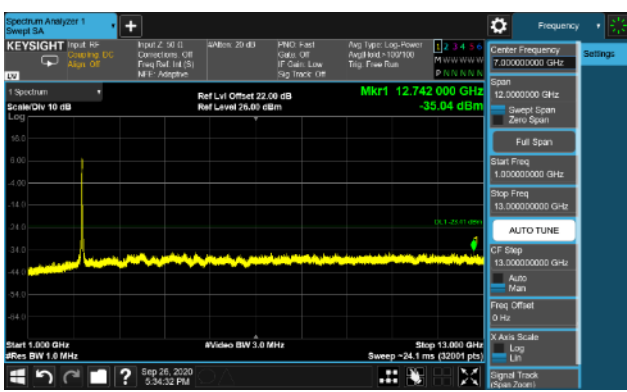 Spectrum Analyzer 1
Swept SA
Frequency
KEYSIGHT
Input: RF
Coupling: DC
Align: Off
Input Z: 50 Ω
Corrections: Off
Freq Ref: Int (S)
NFE: Adaptive
#Atten: 20 dB
PNO: Fast
Gate: Off
IF Gain: Low
Sig Track: Off
Avg Type: Log-Power
Avg|Hold:>100/100
Trig: Free Run
1 2 3 4 5 6
M W W W W W
P N N N N N
LV
1 Spectrum
Scale/Div 10 dB
Log
Ref Lvl Offset 22.00 dB
Ref Level 26.00 dBm
Mkr1 12.742 000 GHz
-35.04 dBm
16.0
6.00
-4.00
-14.0
-24.0
-34.0
-44.0
-54.0
-64.0
Start 1.000 GHz
#Res BW 1.0 MHz
#Video BW 3.0 MHz
Stop 13.000 GHz
Sweep ~24.1 ms (32001 pts)
Center Frequency
7.000000000 GHz
Settings
Span
12.0000000 GHz
Swept Span
Zero Span
Full Span
Start Freq
1.000000000 GHz
Stop Freq
13.000000000 GHz
AUTO TUNE
CF Step
13.000000000 GHz
Auto
Man
Freq Offset
0 Hz
X Axis Scale
Log
Lin
Signal Track
(Span Zoom)
Sep 26, 2020
5:34:32 PM